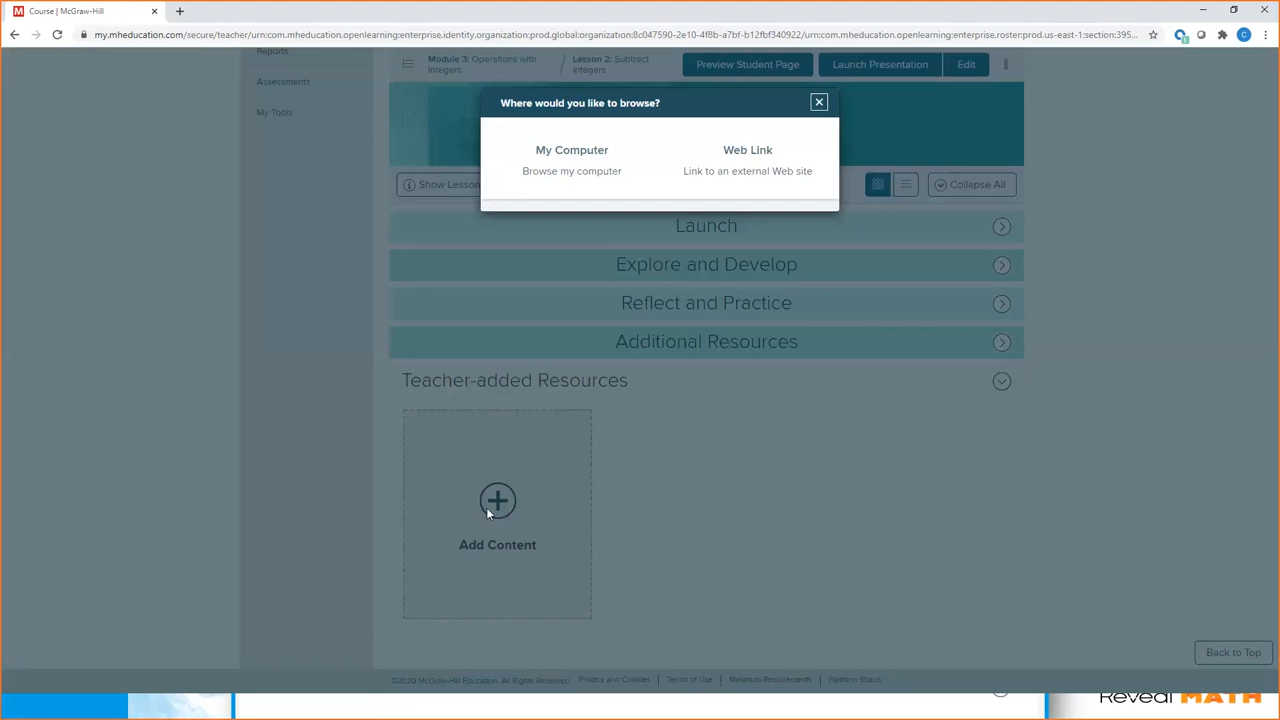 Course | McGraw-Hill
my.mheducation.com/secure/teacher/urn:com.mheducation.openlearning:enterprise.identity.organization:prod.global:organization:8c047590-2e10-4f8b-a7bf-b12fbf340922/urn:com.mheducation.openlearning:enterprise.roster:prod.us-east-1:section:395...
C
Reports
Assessments
My Tools
Module 3: Operations with Integers
Lesson 2: Subtract Integers
Preview Student Page
Launch Presentation
Edit
Where would you like to browse?
My Computer
Web Link
Browse my computer
Link to an external Web site
Show Lesson
Collapse All
Launch
Explore and Develop
Reflect and Practice
Additional Resources
Teacher-added Resources
Add Content
Back to Top
©2020 McGraw-Hill Education. All Rights Reserved.
Privacy and Cookies
Terms of Use
Minimum Requirements
Platform Status
Reveal MATH